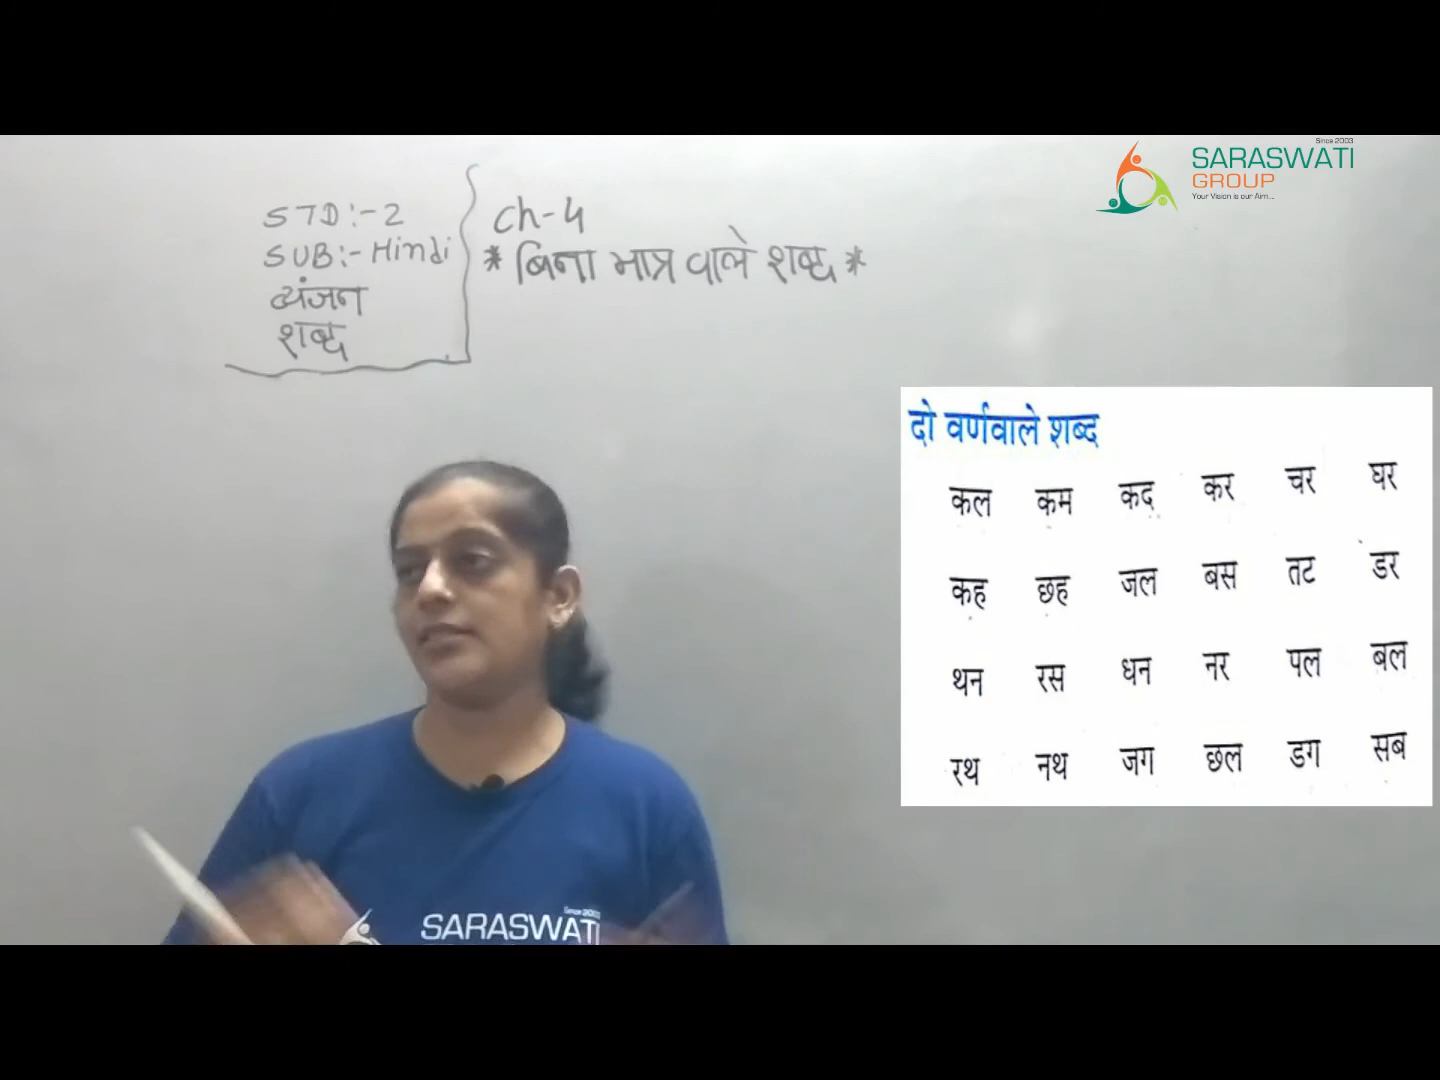 STD:-2
SUB:-Hindi
व्यंजन
शब्द
Ch-4
* बिना मात्र वाले शब्द *
Since 2003
SARASWATI
GROUP
Your Vision is our Aim...
दो वर्णवाले शब्द
कल कम कद कर चर घर
कह छह जल बस तट डर
थन रस धन नर पल बल
रथ नथ जग छल डग सब
Since 2003
SARASWATI